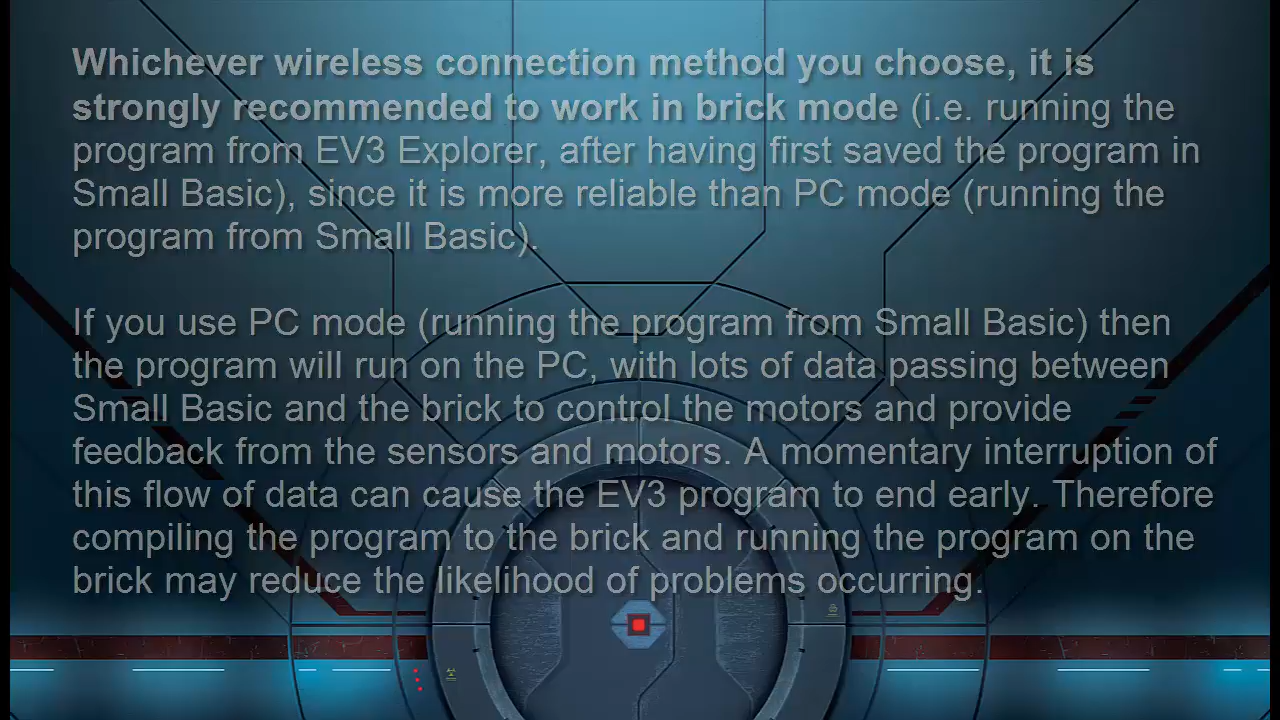 Whichever wireless connection method you choose, it is
strongly recommended to work in brick mode (i.e. running the
program from EV3 Explorer, after having first saved the program in
Small Basic), since it is more reliable than PC mode (running the
program from Small Basic).
If you use PC mode (running the program from Small Basic) then
the program will run on the PC, with lots of data passing between
Small Basic and the brick to control the motors and provide
feedback from the sensors and motors. A momentary interruption of
this flow of data can cause the EV3 program to end early. Therefore
compiling the program to the brick and running the program on the
brick may reduce the likelihood of problems occurring.